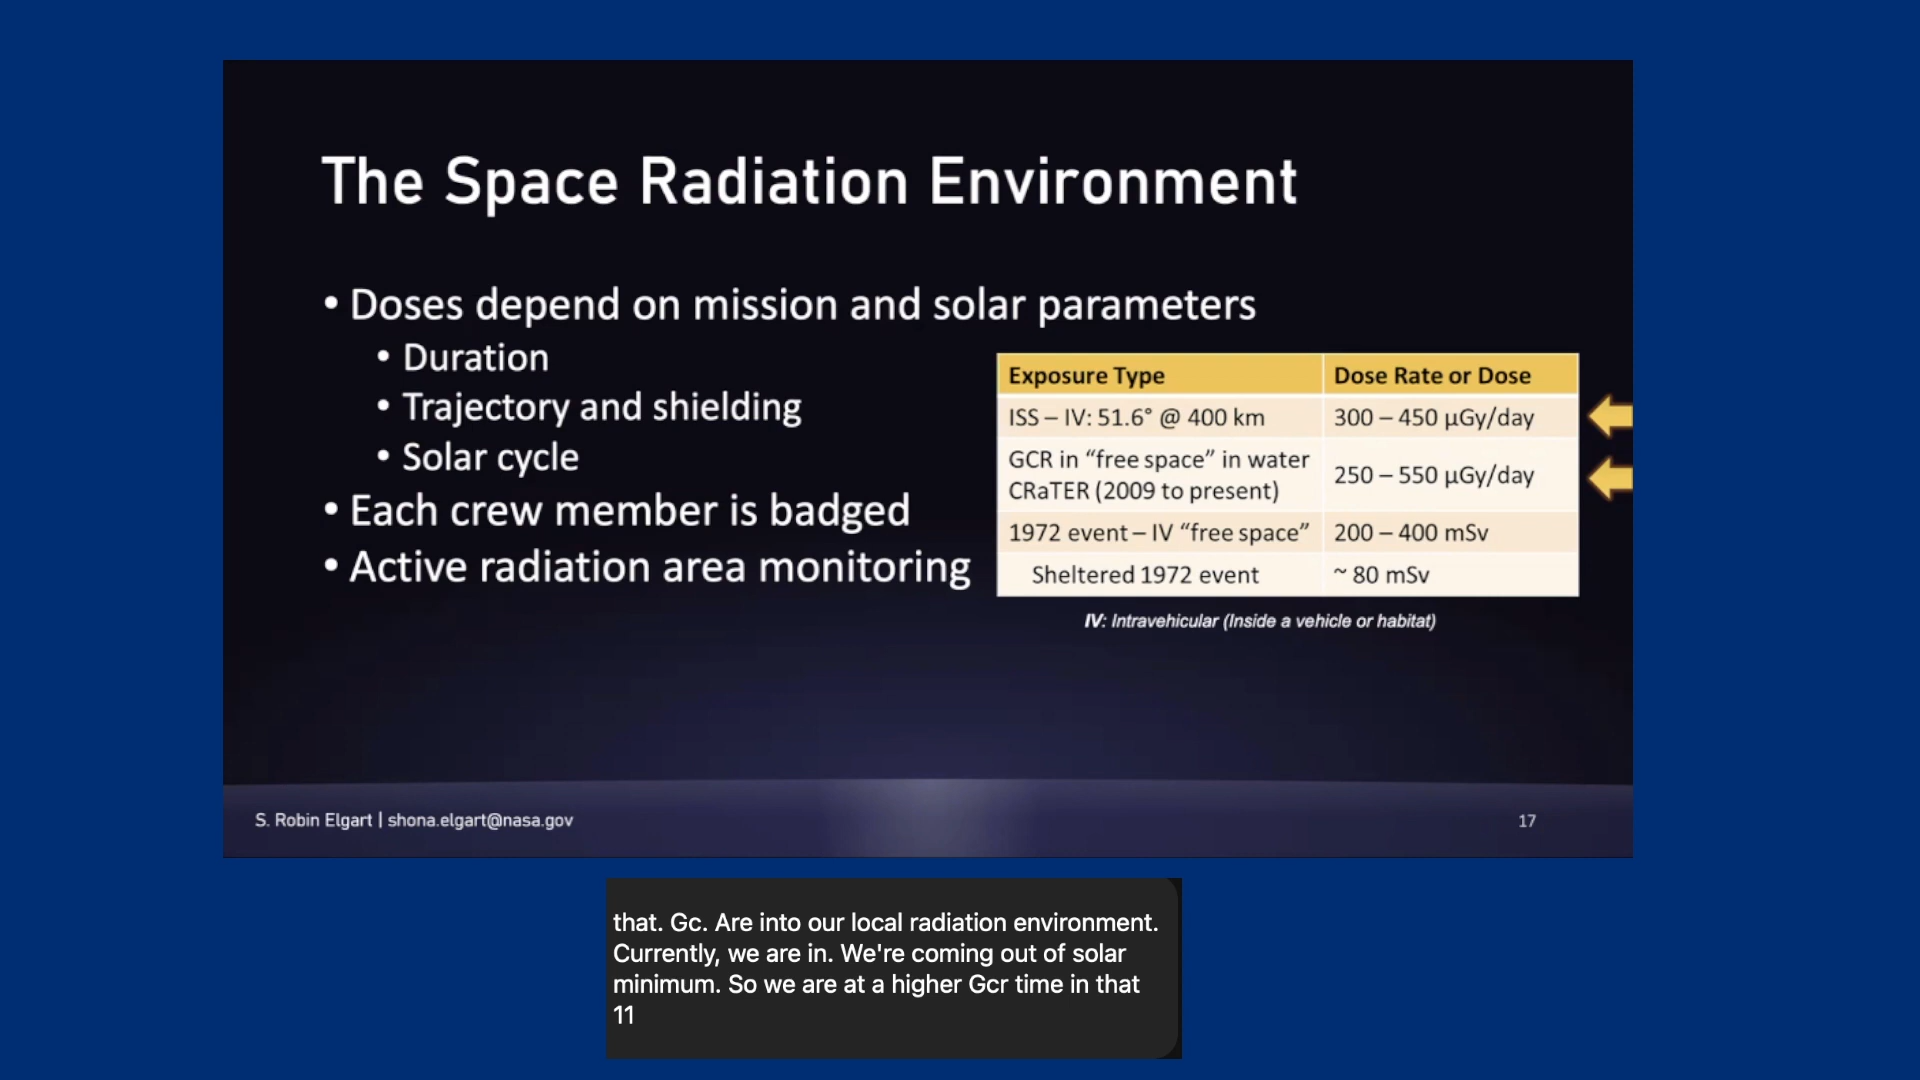 The Space Radiation Environment
• Doses depend on mission and solar parameters
• Duration
• Trajectory and shielding
• Solar cycle
• Each crew member is badged
• Active radiation area monitoring
Exposure Type Dose Rate or Dose
ISS – IV: 51.6° @ 400 km 300 – 450 µGy/day
GCR in “free space” in water
CRaTER (2009 to present) 250 – 550 µGy/day
1972 event – IV “free space” 200 – 400 mSv
Sheltered 1972 event ~ 80 mSv
IV: Intravehicular (Inside a vehicle or habitat)
S. Robin Elgart | shona.elgart@nasa.gov
17
that. Gc. Are into our local radiation environment.
Currently, we are in. We're coming out of solar
minimum. So we are at a higher Gcr time in that
11